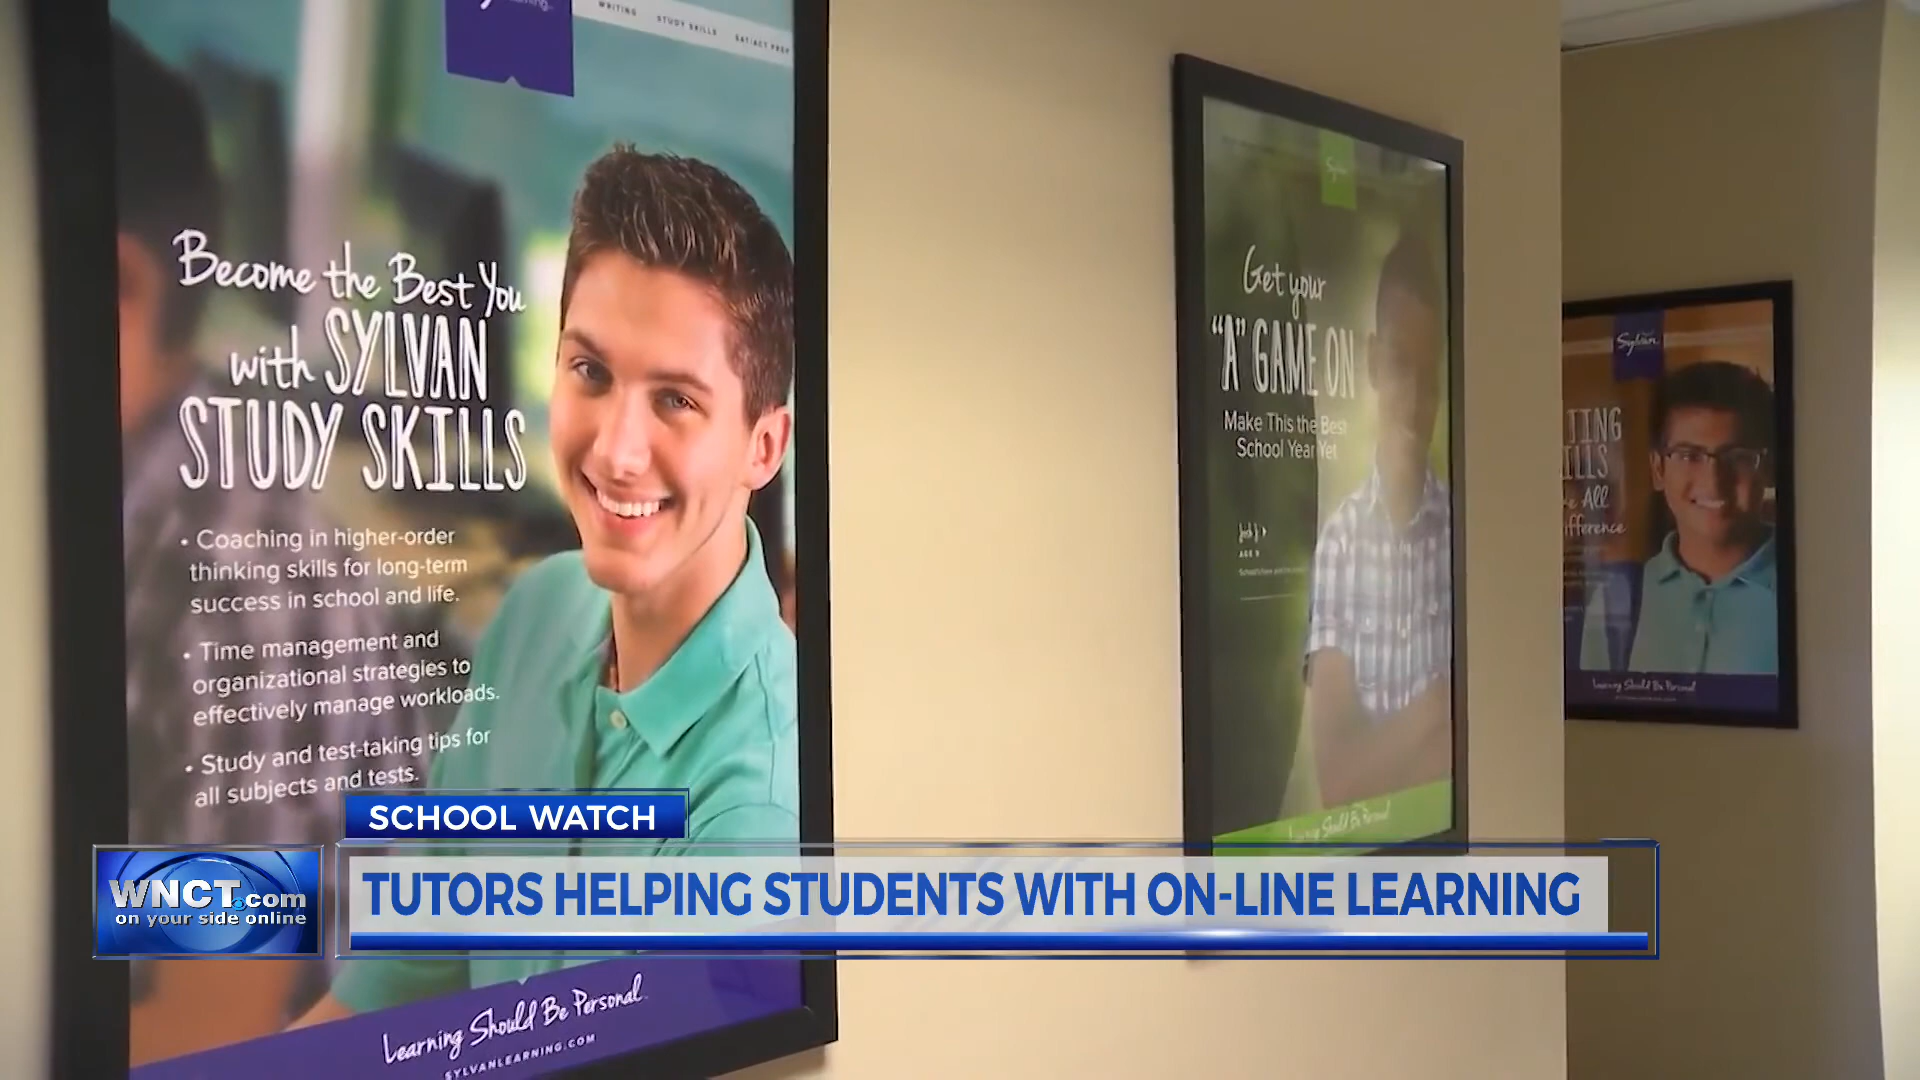 WRITING STUDY SKILLS SAT/ACT PREP
Become the Best You
with SYLVAN
STUDY SKILLS
• Coaching in higher-order
thinking skills for long-term
success in school and life.
• Time management and
organizational strategies to
effectively manage workloads.
• Study and test-taking tips for
all subjects and tests.
Learning Should Be Personal
SYLVANLEARNING.COM
Sylvan
Get your
"A" GAME ON
Make This the Best
School Year Yet
AGE 9
Learning Should Be Personal
Sylvan
All
Learning Should Be Personal
SCHOOL WATCH
WNCT.com
on your side online
TUTORS HELPING STUDENTS WITH ON-LINE LEARNING